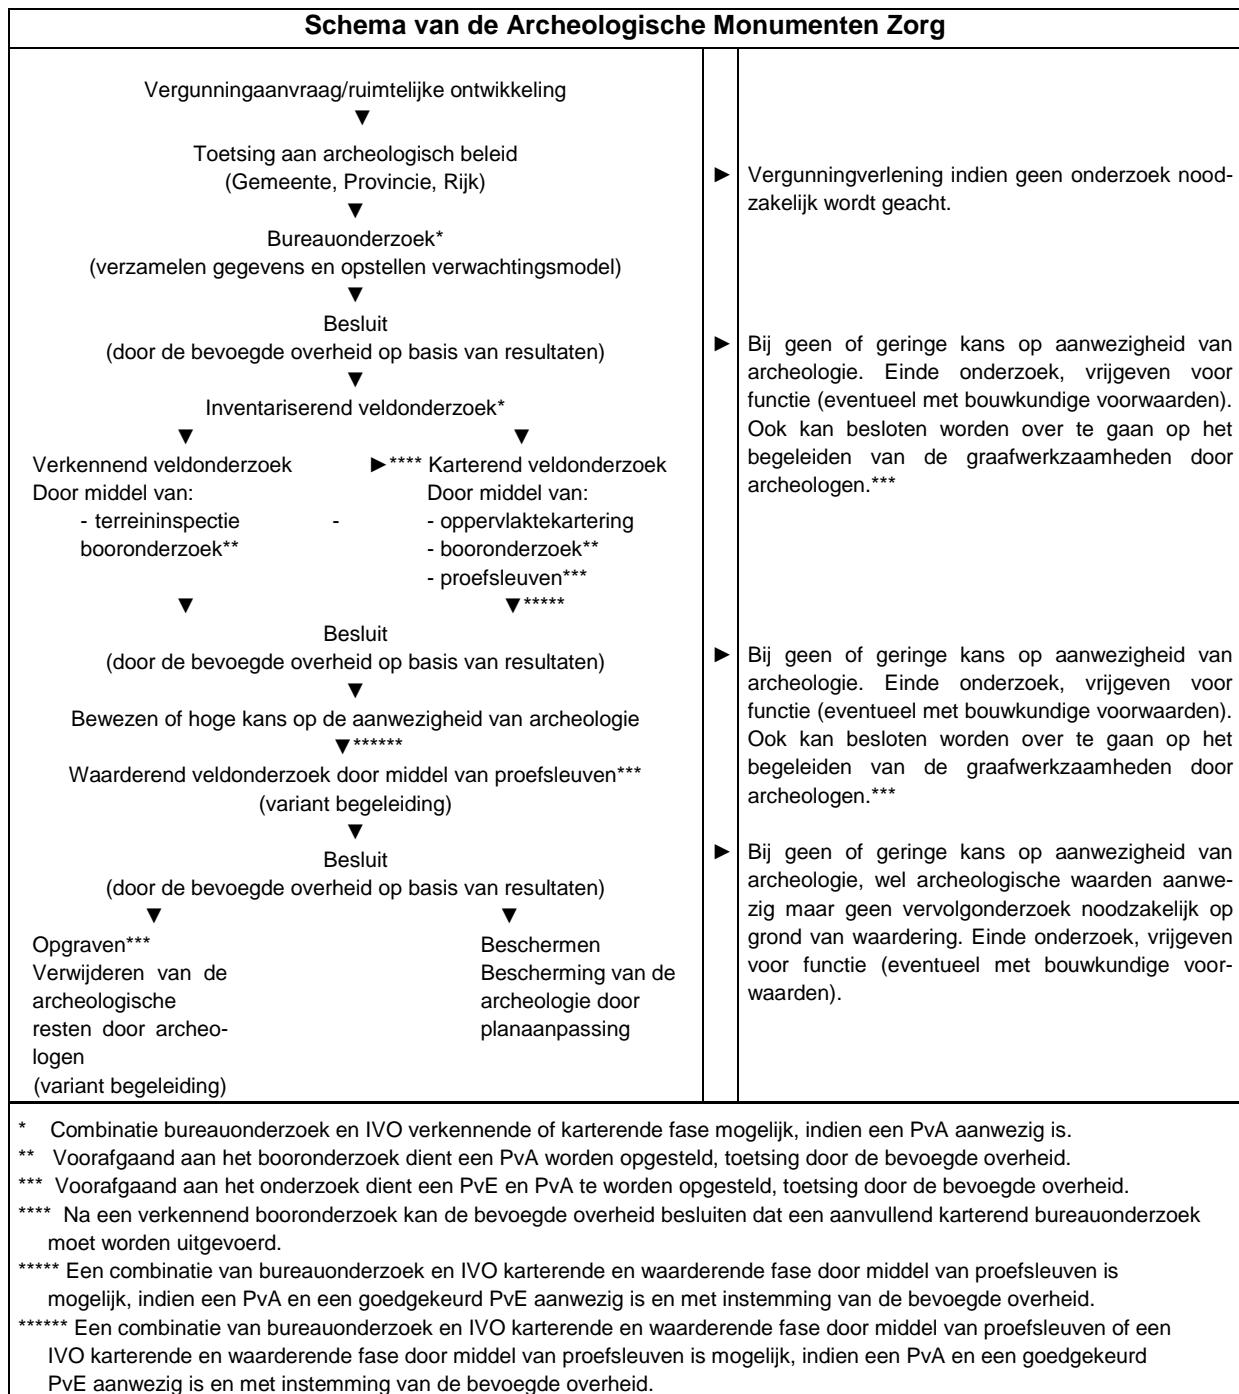 Schema van de Archeologische Monumenten Zorg
Vergunningaanvraag/ruimtelijke ontwikkeling
▼
Toetsing aan archeologisch beleid
(Gemeente, Provincie, Rijk)
▼
Bureauonderzoek*
(verzamelen gegevens en opstellen verwachtingsmodel)
▼
Besluit
(door de bevoegde overheid op basis van resultaten)
▼
Inventariserend veldonderzoek*
▼ ▼
Verkennend veldonderzoek ►**** Karterend veldonderzoek
Door middel van: Door middel van:
- terreininspectie - - oppervlaktekartering
booronderzoek** - booronderzoek**
- proefsleuven***
▼ ▼*****
Besluit
(door de bevoegde overheid op basis van resultaten)
▼
Bewezen of hoge kans op de aanwezigheid van archeologie
▼******
Waarderend veldonderzoek door middel van proefsleuven***
(variant begeleiding)
▼
Besluit
(door de bevoegde overheid op basis van resultaten)
▼ ▼
Opgraven***
Verwijderen van de
archeologische
resten door archeo-
logen
(variant begeleiding)
Beschermen
Bescherming van de
archeologie door
planaanpassing
► Vergunningverlening indien geen onderzoek nood-
zakelijk wordt geacht.
► Bij geen of geringe kans op aanwezigheid van
archeologie. Einde onderzoek, vrijgeven voor
functie (eventueel met bouwkundige voorwaarden).
Ook kan besloten worden over te gaan op het
begeleiden van de graafwerkzaamheden door
archeologen.***
► Bij geen of geringe kans op aanwezigheid van
archeologie. Einde onderzoek, vrijgeven voor
functie (eventueel met bouwkundige voorwaarden).
Ook kan besloten worden over te gaan op het
begeleiden van de graafwerkzaamheden door
archeologen.***
► Bij geen of geringe kans op aanwezigheid van
archeologie, wel archeologische waarden aanwe-
zig maar geen vervolgonderzoek noodzakelijk op
grond van waardering. Einde onderzoek, vrijgeven
voor functie (eventueel met bouwkundige voor-
waarden).
* Combinatie bureauonderzoek en IVO verkennende of karterende fase mogelijk, indien een PvA aanwezig is.
** Voorafgaand aan het booronderzoek dient een PvA worden opgesteld, toetsing door de bevoegde overheid.
*** Voorafgaand aan het onderzoek dient een PvE en PvA te worden opgesteld, toetsing door de bevoegde overheid.
**** Na een verkennend booronderzoek kan de bevoegde overheid besluiten dat een aanvullend karterend bureauonderzoek
moet worden uitgevoerd.
***** Een combinatie van bureauonderzoek en IVO karterende en waarderende fase door middel van proefsleuven is
mogelijk, indien een PvA en een goedgekeurd PvE aanwezig is en met instemming van de bevoegde overheid.
****** Een combinatie van bureauonderzoek en IVO karterende en waarderende fase door middel van proefsleuven of een
IVO karterende en waarderende fase door middel van proefsleuven is mogelijk, indien een PvA en een goedgekeurd
PvE aanwezig is en met instemming van de bevoegde overheid.